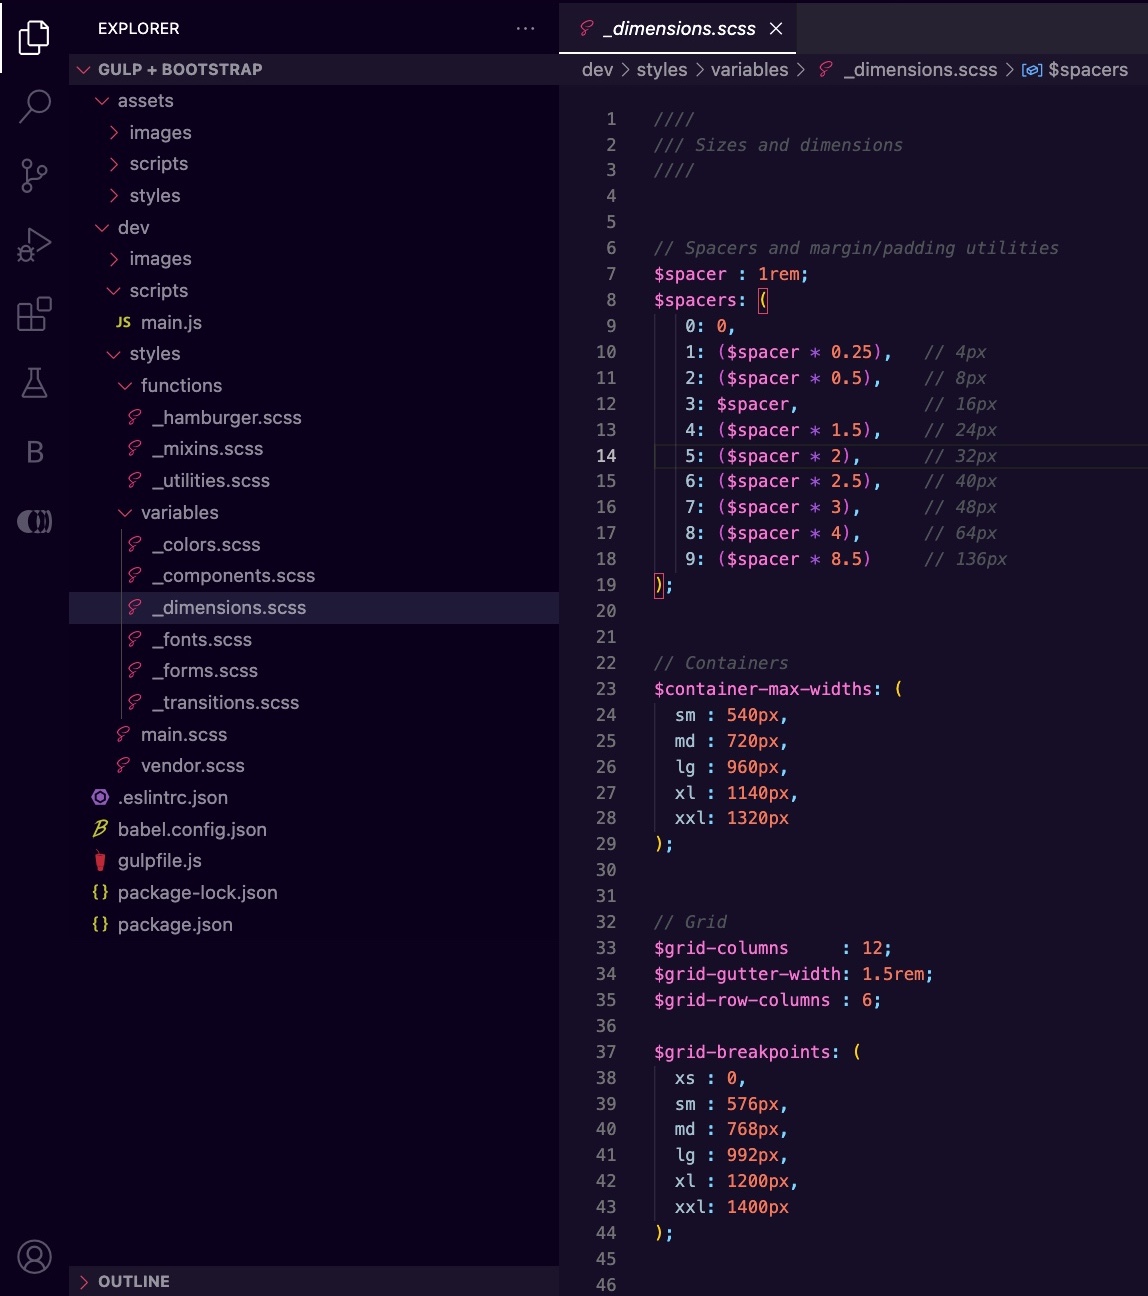 EXPLORER
GULP + BOOTSTRAP
assets
images
scripts
styles
dev
images
scripts
JS main.js
styles
functions
_hamburger.scss
_mixins.scss
_utilities.scss
variables
_colors.scss
_components.scss
_dimensions.scss
_fonts.scss
_forms.scss
_transitions.scss
main.scss
vendor.scss
.eslintrc.json
babel.config.json
gulpfile.js
{} package-lock.json
{} package.json
OUTLINE
B
_dimensions.scss ×
dev > styles > variables > _dimensions.scss > $spacers
1 ////
2 /// Sizes and dimensions
3 ////
4
5
6 // Spacers and margin/padding utilities
7 $spacer : 1rem;
8 $spacers: (
9 0: 0,
10 1: ($spacer * 0.25), // 4px
11 2: ($spacer * 0.5), // 8px
12 3: $spacer, // 16px
13 4: ($spacer * 1.5), // 24px
14 5: ($spacer * 2), // 32px
15 6: ($spacer * 2.5), // 40px
16 7: ($spacer * 3), // 48px
17 8: ($spacer * 4), // 64px
18 9: ($spacer * 8.5) // 136px
19 );
20
21
22 // Containers
23 $container-max-widths: (
24 sm : 540px,
25 md : 720px,
26 lg : 960px,
27 xl : 1140px,
28 xxl: 1320px
29 );
30
31
32 // Grid
33 $grid-columns : 12;
34 $grid-gutter-width: 1.5rem;
35 $grid-row-columns : 6;
36
37 $grid-breakpoints: (
38 xs : 0,
39 sm : 576px,
40 md : 768px,
41 lg : 992px,
42 xl : 1200px,
43 xxl: 1400px
44 );
45
46